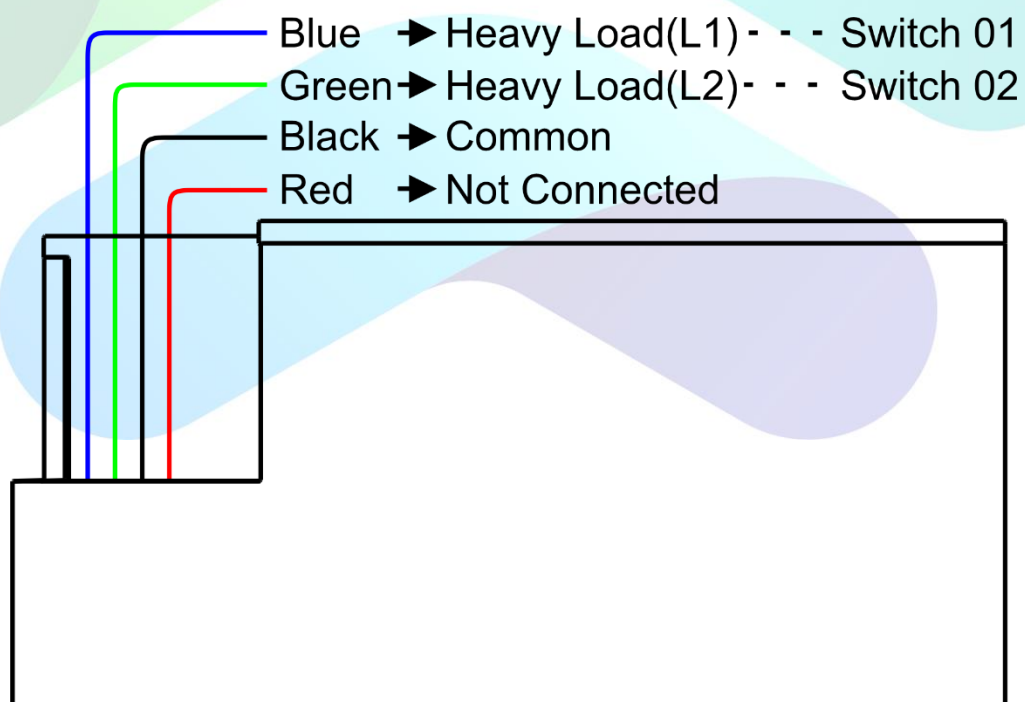 Blue → Heavy Load(L1) - - - Switch 01
Green → Heavy Load(L2) - - - Switch 02
Black → Common
Red → Not Connected